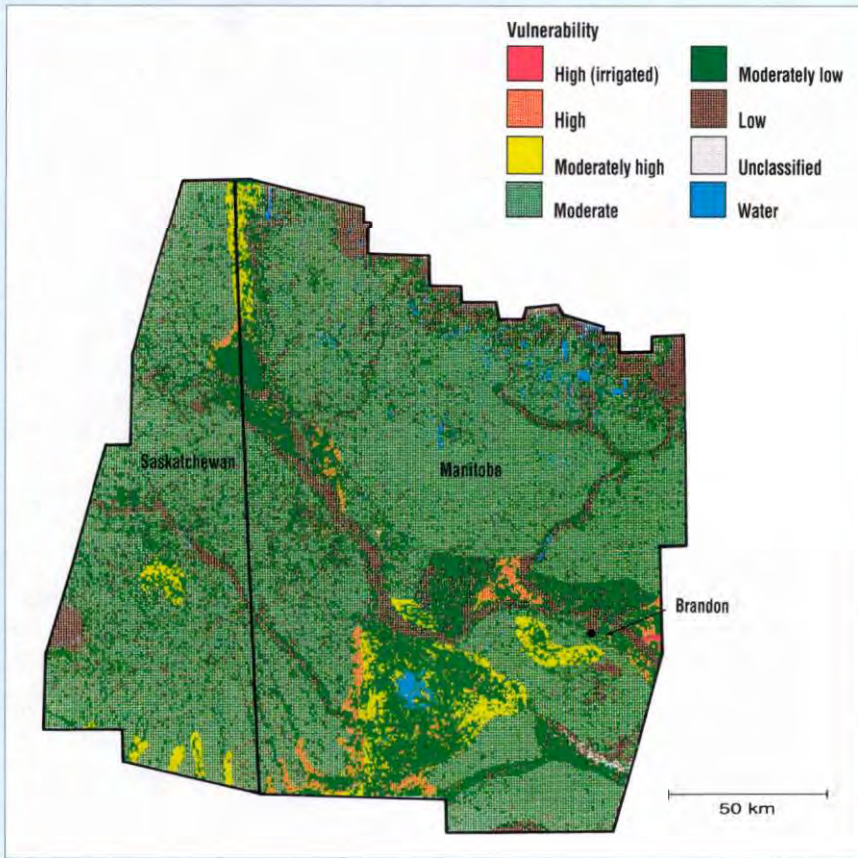 Vulnerability
High (irrigated)
High
Moderately high
Moderate
Moderately low
Low
Unclassified
Water
Saskatchewan
Manitoba
Brandon
50 km